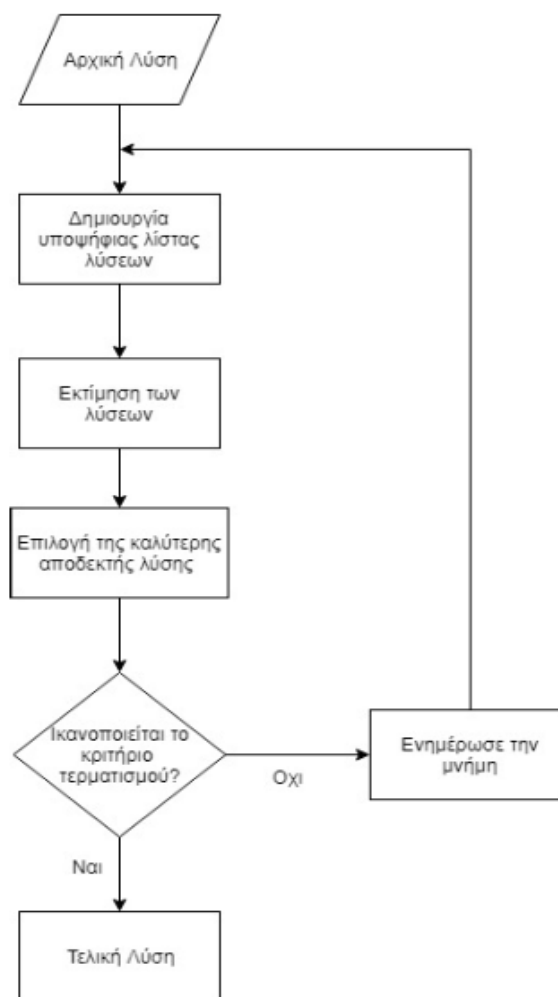 Αρχική Λύση
Δημιουργία
υποψήφιας λίστας
λύσεων
Εκτίμηση των
λύσεων
Επιλογή της καλύτερης
αποδεκτής λύσης
Ικανοποιείται το
κριτήριο
τερματισμού?
Οχι
Ενημέρωσε την
μνήμη
Ναι
Τελική Λύση